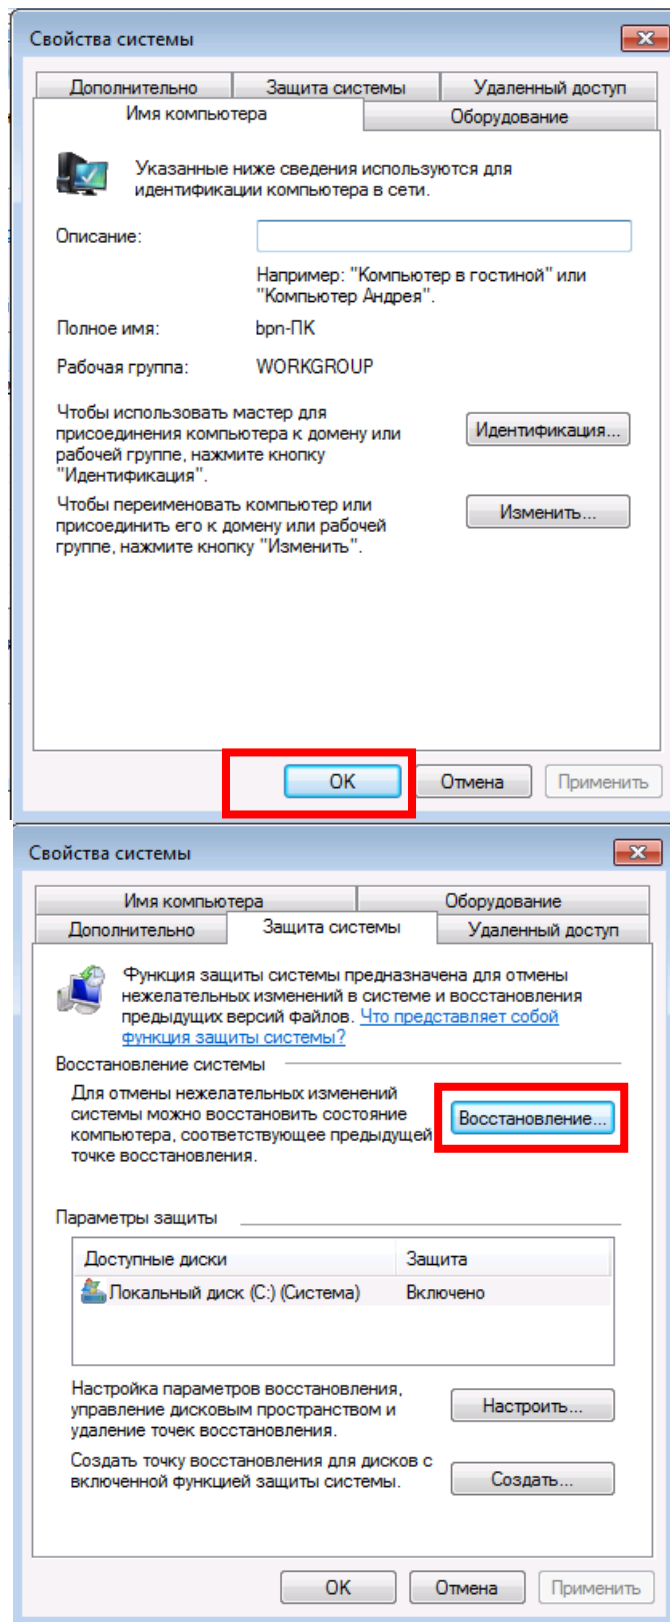 Свойства системы
Дополнительно Защита системы Удаленный доступ
Имя компьютера Оборудование
Указанные ниже сведения используются для
идентификации компьютера в сети.
Описание:
Например: "Компьютер в гостиной" или
"Компьютер Андрея".
Полное имя: bpn-ПК
Рабочая группа: WORKGROUP
Чтобы использовать мастер для
присоединения компьютера к домену или
рабочей группе, нажмите кнопку
"Идентификация".
Идентификация...
Чтобы переименовать компьютер или
присоединить его к домену или рабочей
группе, нажмите кнопку "Изменить".
Изменить...
ОК Отмена Применить
Свойства системы
Имя компьютера Оборудование
Дополнительно Защита системы Удаленный доступ
Функция защиты системы предназначена для отмены
нежелательных изменений в системе и восстановления
предыдущих версий файлов. Что представляет собой
функция защиты системы?
Восстановление системы
Для отмены нежелательных изменений
системы можно восстановить состояние
компьютера, соответствующее предыдущей
точке восстановления.
Восстановление...
Параметры защиты
Доступные диски Защита
Локальный диск (C:) (Система) Включено
Настройка параметров восстановления,
управление дисковым пространством и
удаление точек восстановления.
Настроить...
Создать точку восстановления для дисков с
включенной функцией защиты системы.
Создать...
ОК Отмена Применить